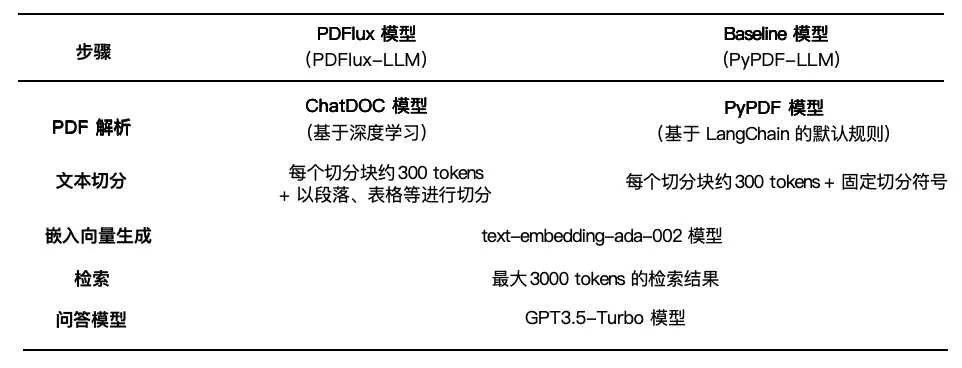 步骤
PDFlux 模型
（PDFlux-LLM）
Baseline 模型
（PyPDF-LLM）
PDF 解析
ChatDOC 模型
（基于深度学习）
PyPDF 模型
（基于 LangChain 的默认规则）
文本切分
每个切分块约 300 tokens
+ 以段落、表格等进行切分
每个切分块约 300 tokens + 固定切分符号
嵌入向量生成
text-embedding-ada-002 模型
检索
最大 3000 tokens 的检索结果
问答模型
GPT3.5-Turbo 模型